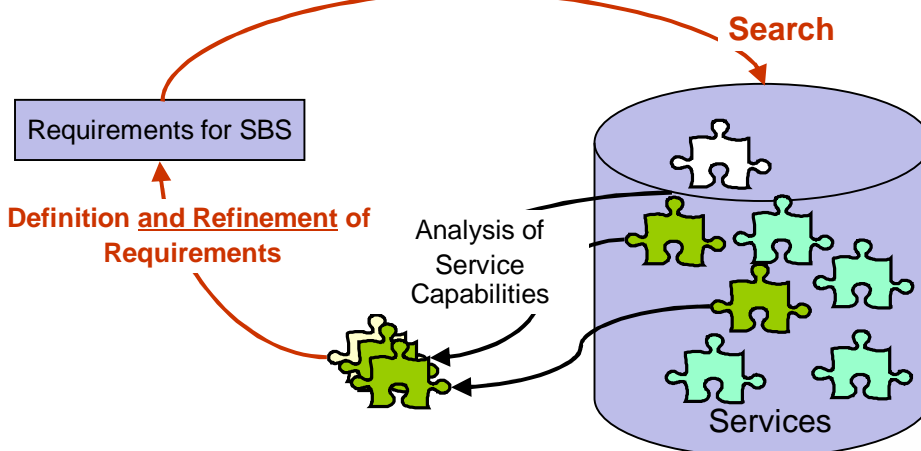 Search
Requirements for SBS
Definition and Refinement of
Requirements
Analysis of
Service
Capabilities
Services